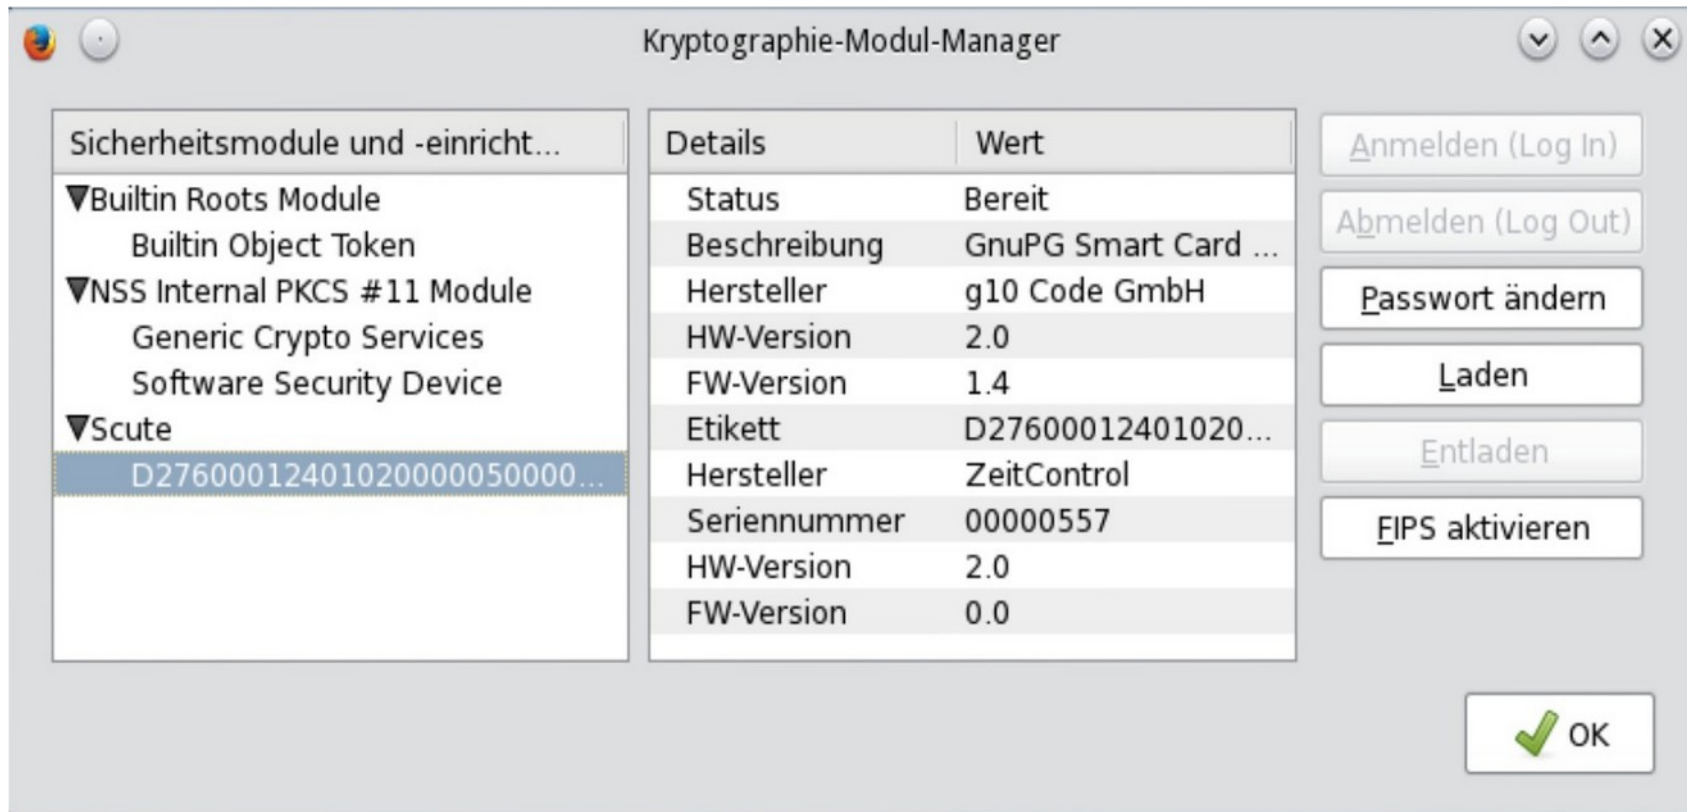 Kryptographie-Modul-Manager
Sicherheitsmodule und -einricht...
Builtin Roots Module
Builtin Object Token
NSS Internal PKCS #11 Module
Generic Crypto Services
Software Security Device
Scute
D27600012401020000050000...
Details Wert
Status Bereit
Beschreibung GnuPG Smart Card ...
Hersteller g10 Code GmbH
HW-Version 2.0
FW-Version 1.4
Etikett D27600012401020...
Hersteller ZeitControl
Seriennummer 00000557
HW-Version 2.0
FW-Version 0.0
Anmelden (Log In)
Abmelden (Log Out)
Passwort ändern
Laden
Entladen
FIPS aktivieren
OK